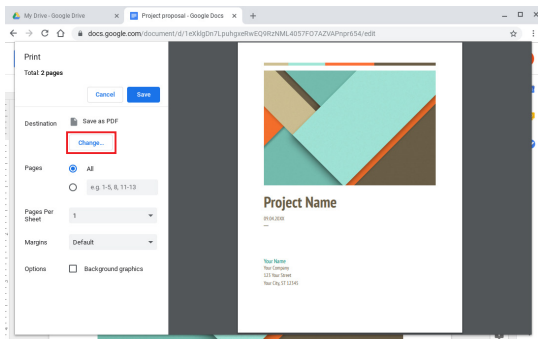 My Drive - Google Drive
Project proposal - Google Docs
docs.google.com/document/d/1eXklgDn7LpuhgxeRwEQ9RzNML4057FO7AZVAPnpr654/edit
Print
Total: 2 pages
Cancel
Save
Destination
Save as PDF
Change...
Pages
All
e.g. 1-5, 8, 11-13
Pages Per Sheet
1
Margins
Default
Options
Background graphics
Project Name
09.04.20XX
Your Name
Your Company
123 Your Street
Your City, ST 12345